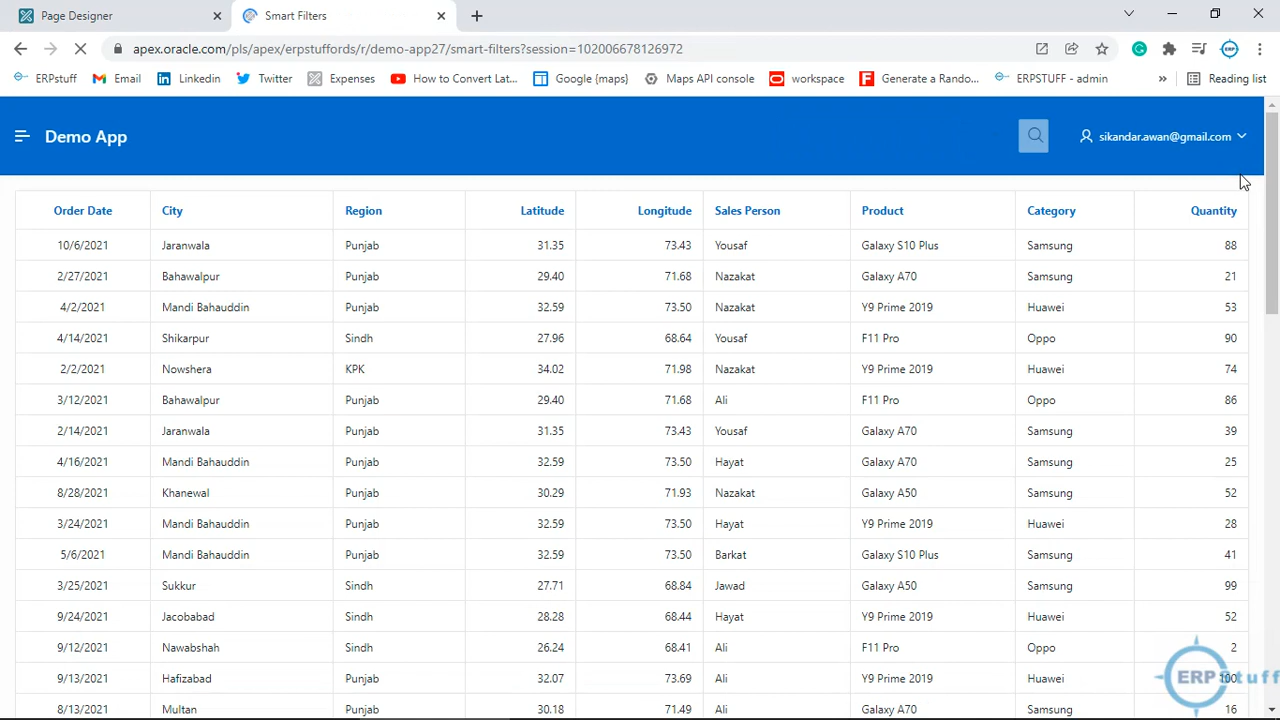 Page Designer
Smart Filters
apex.oracle.com/pls/apex/erpstuffords/r/demo-app27/smart-filters?session=102006678126972
ERPstuff Email Linkedin Twitter Expenses How to Convert Lat... Google {maps} Maps API console workspace Generate a Rando... ERPSTUFF - admin » Reading list
Demo App
sikandar.awan@gmail.com
Order Date City Region Latitude Longitude Sales Person Product Category Quantity
10/6/2021 Jaranwala Punjab 31.35 73.43 Yousaf Galaxy S10 Plus Samsung 88
2/27/2021 Bahawalpur Punjab 29.40 71.68 Nazakat Galaxy A70 Samsung 21
4/2/2021 Mandi Bahauddin Punjab 32.59 73.50 Nazakat Y9 Prime 2019 Huawei 53
4/14/2021 Shikarpur Sindh 27.96 68.64 Yousaf F11 Pro Oppo 90
2/2/2021 Nowshera KPK 34.02 71.98 Nazakat Y9 Prime 2019 Huawei 74
3/12/2021 Bahawalpur Punjab 29.40 71.68 Ali F11 Pro Oppo 86
2/14/2021 Jaranwala Punjab 31.35 73.43 Yousaf Galaxy A70 Samsung 39
4/16/2021 Mandi Bahauddin Punjab 32.59 73.50 Hayat Galaxy A70 Samsung 25
8/28/2021 Khanewal Punjab 30.29 71.93 Nazakat Galaxy A50 Samsung 52
3/24/2021 Mandi Bahauddin Punjab 32.59 73.50 Hayat Y9 Prime 2019 Huawei 28
5/6/2021 Mandi Bahauddin Punjab 32.59 73.50 Barkat Galaxy S10 Plus Samsung 41
3/25/2021 Sukkur Sindh 27.71 68.84 Jawad Galaxy A50 Samsung 99
9/24/2021 Jacobabad Sindh 28.28 68.44 Hayat Y9 Prime 2019 Huawei 52
9/12/2021 Nawabshah Sindh 26.24 68.41 Ali F11 Pro Oppo 2
9/13/2021 Hafizabad Punjab 32.07 73.69 Ali Y9 Prime 2019 Huawei 100
8/13/2021 Multan Punjab 30.18 71.49 Ali Galaxy A70 Samsung 16
ERPstuff